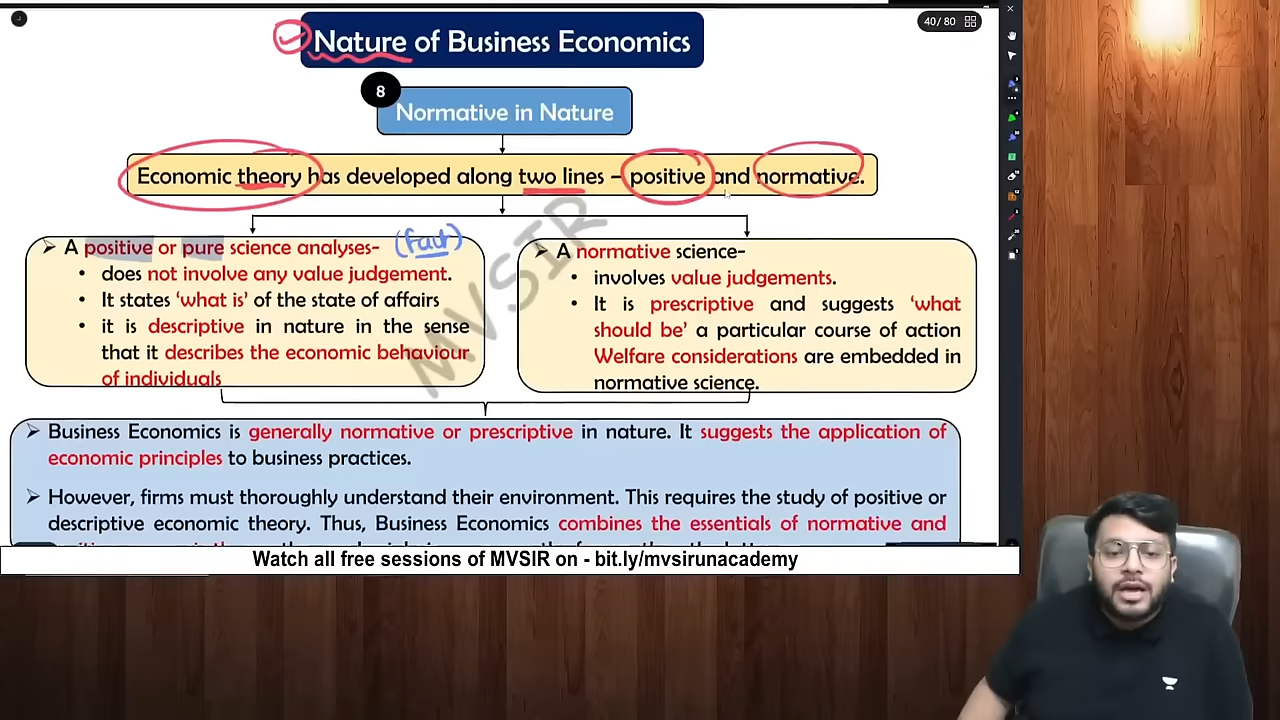 40/ 80
Nature of Business Economics
8
Normative in Nature
Economic theory has developed along two lines – positive and normative.
➢ A positive or pure science analyses- (fact)
• does not involve any value judgement.
• It states ‘what is’ of the state of affairs
• it is descriptive in nature in the sense
that it describes the economic behaviour
of individuals
➢ A normative science-
• involves value judgements.
• It is prescriptive and suggests ‘what
should be’ a particular course of action
Welfare considerations are embedded in
normative science.
MVSIR
➢ Business Economics is generally normative or prescriptive in nature. It suggests the application of
economic principles to business practices.
➢ However, firms must thoroughly understand their environment. This requires the study of positive or
descriptive economic theory. Thus, Business Economics combines the essentials of normative and
Watch all free sessions of MVSIR on - bit.ly/mvsirunacademy